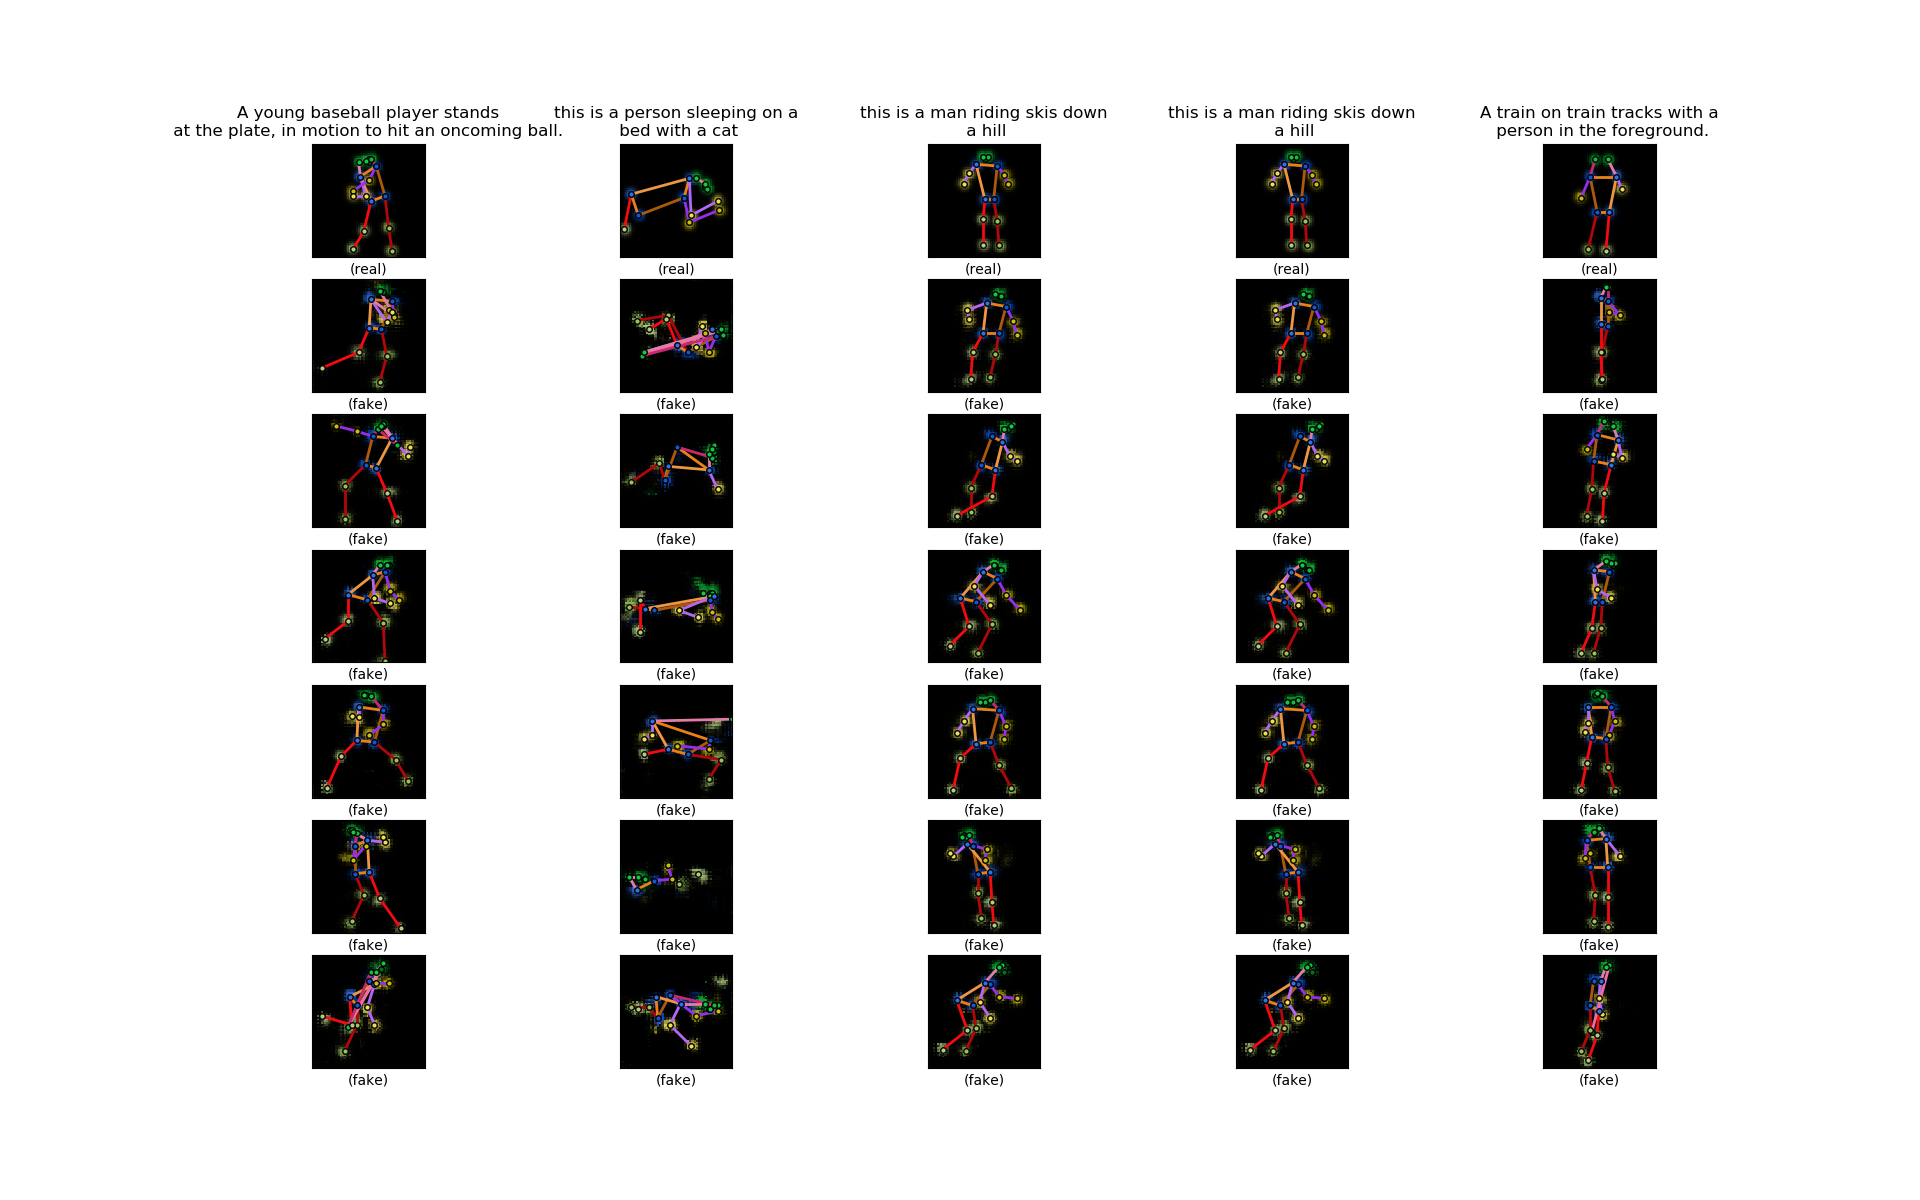 A young baseball player stands
at the plate, in motion to hit an oncoming ball.
this is a person sleeping on a
bed with a cat
this is a man riding skis down
a hill
this is a man riding skis down
a hill
A train on train tracks with a
person in the foreground.
(real) (real) (real) (real) (real)
(fake) (fake) (fake) (fake) (fake)
(fake) (fake) (fake) (fake) (fake)
(fake) (fake) (fake) (fake) (fake)
(fake) (fake) (fake) (fake) (fake)
(fake) (fake) (fake) (fake) (fake)
(fake) (fake) (fake) (fake) (fake)